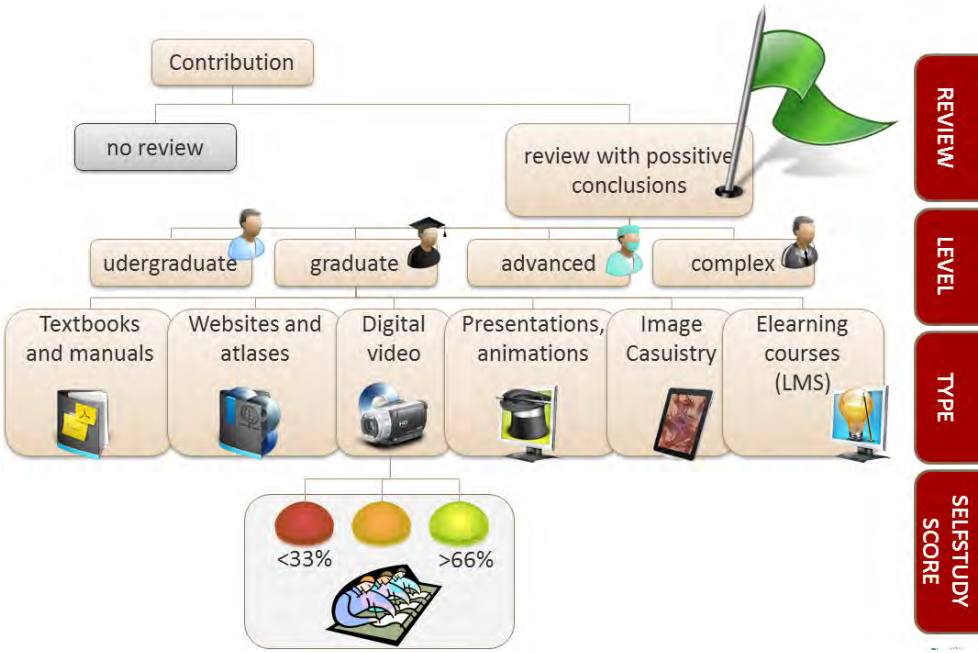 Contribution
no review
review with possitive
conclusions
REVIEW
udergraduate
graduate
advanced
complex
LEVEL
Textbooks
and manuals
Websites and
atlases
Digital
video
Presentations,
animations
Image
Casuistry
Elearning
courses
(LMS)
TYPE
<33%
>66%
SELFSTUDY
SCORE